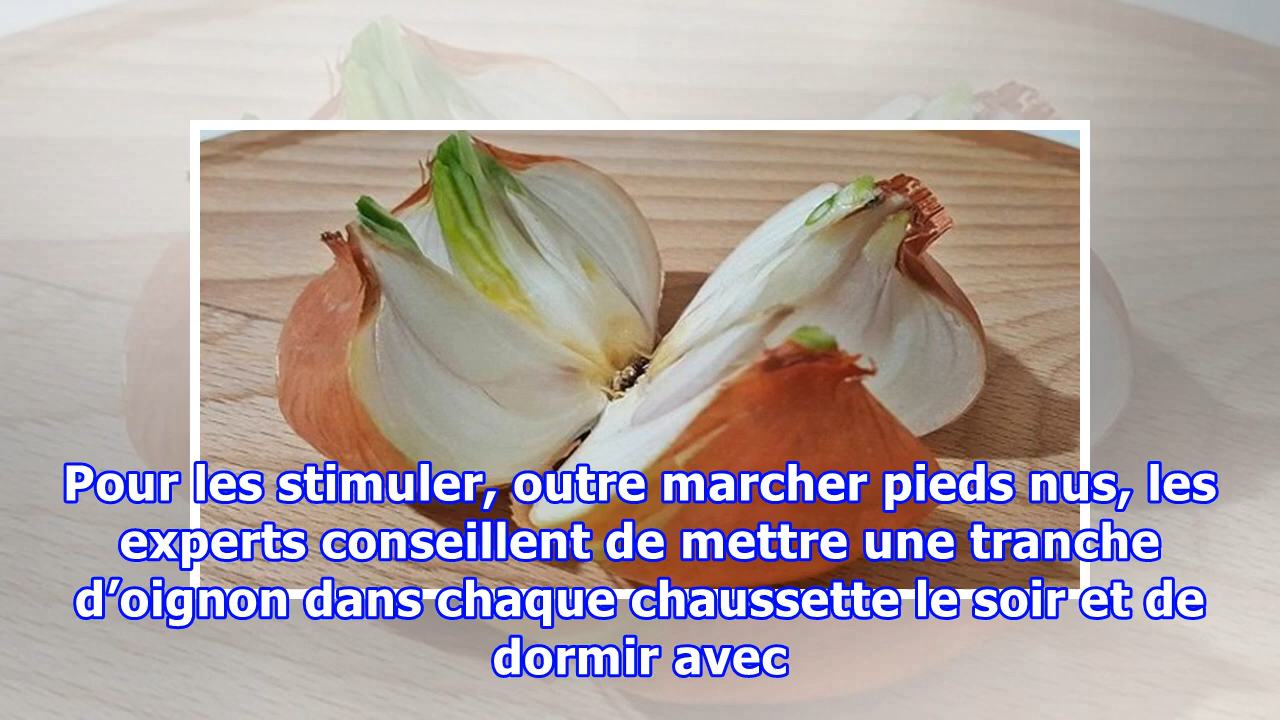 Pour les stimuler, outre marcher pieds nus, les
experts conseillent de mettre une tranche
d’oignon dans chaque chaussette le soir et de
dormir avec